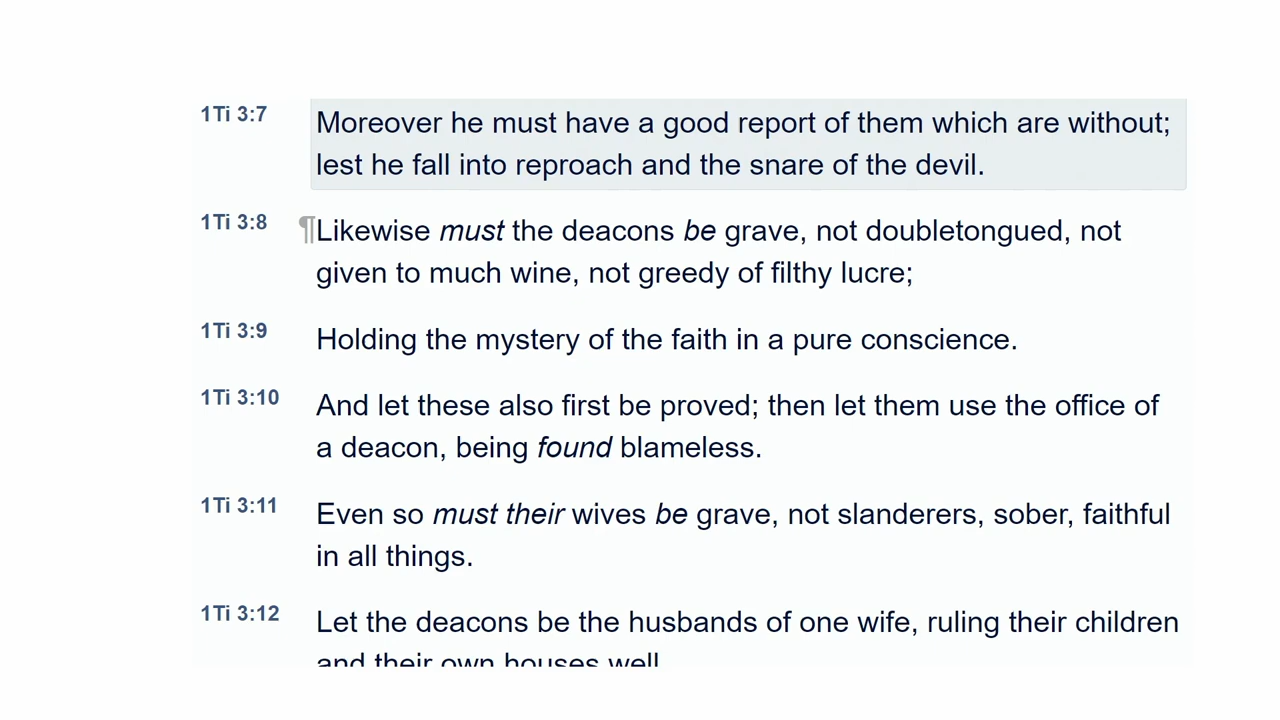 1Ti 3:7 Moreover he must have a good report of them which are without;
lest he fall into reproach and the snare of the devil.
1Ti 3:8 ¶Likewise must the deacons be grave, not doubletongued, not
given to much wine, not greedy of filthy lucre;
1Ti 3:9 Holding the mystery of the faith in a pure conscience.
1Ti 3:10 And let these also first be proved; then let them use the office of
a deacon, being found blameless.
1Ti 3:11 Even so must their wives be grave, not slanderers, sober, faithful
in all things.
1Ti 3:12 Let the deacons be the husbands of one wife, ruling their children
and their own houses well